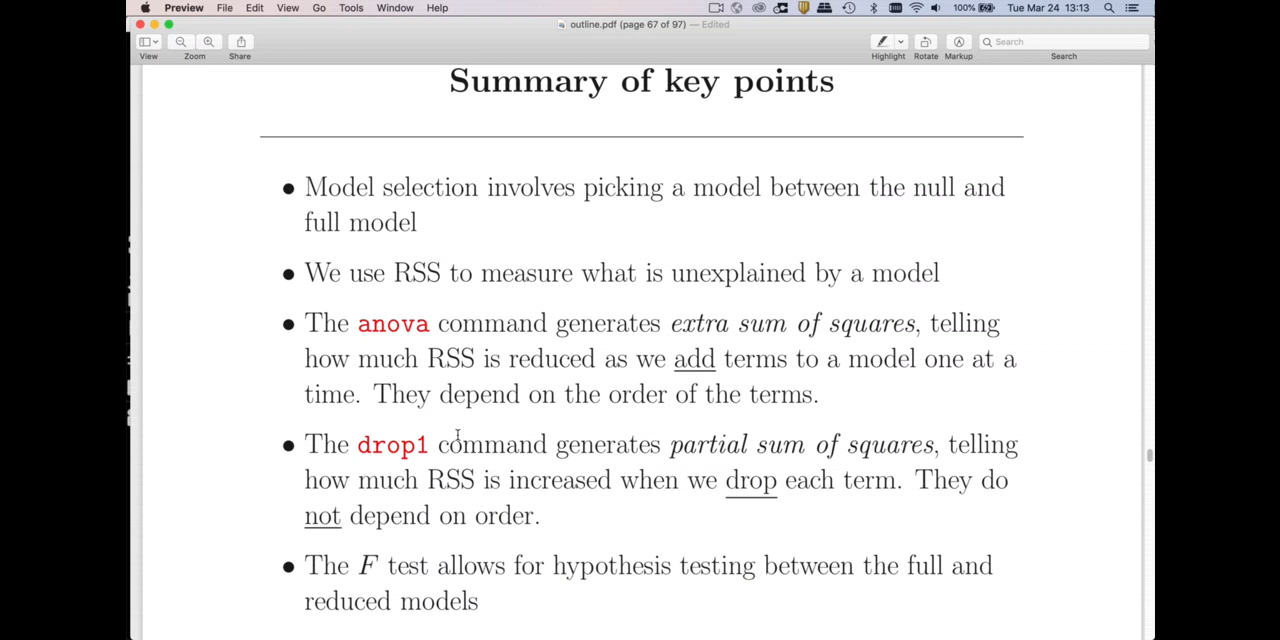 Preview File Edit View Go Tools Window Help 100% Tue Mar 24 13:13
outline.pdf (page 67 of 97) — Edited
Search
View Zoom Share Highlight Rotate Markup Search
Summary of key points
• Model selection involves picking a model between the null and
full model
• We use RSS to measure what is unexplained by a model
• The anova command generates extra sum of squares, telling
how much RSS is reduced as we add terms to a model one at a
time. They depend on the order of the terms.
• The drop1 command generates partial sum of squares, telling
how much RSS is increased when we drop each term. They do
not depend on order.
• The F test allows for hypothesis testing between the full and
reduced models